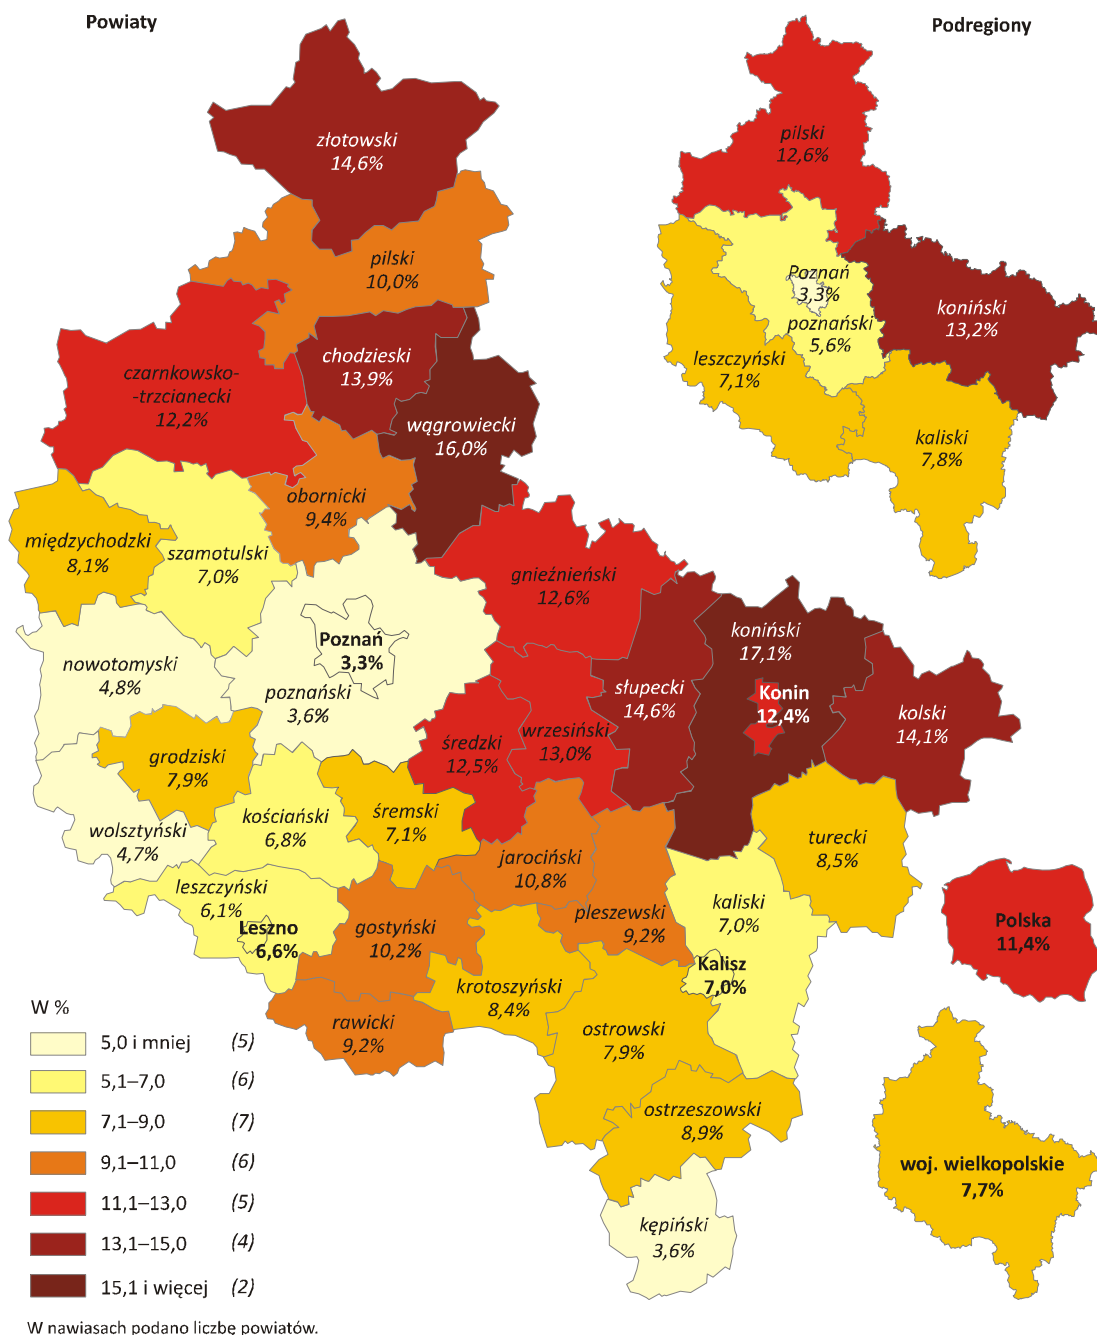 Powiaty
Podregiony
złotowski
14,6%
pilski
10,0%
chodzieski
13,9%
czarnkowsko-
-trzcianecki
12,2%
wągrowiecki
16,0%
obornicki
9,4%
międzychodzki
8,1%
szamotulski
7,0%
gnieźnieński
12,6%
Poznań
3,3%
poznański
3,6%
nowotomyski
4,8%
koniński
17,1%
Konin
12,4%
słupecki
14,6%
kolski
14,1%
średzki
12,5%
wrzesiński
13,0%
grodziski
7,9%
kościański
6,8%
śremski
7,1%
wolsztyński
4,7%
turecki
8,5%
jarociński
10,8%
leszczyński
6,1%
Leszno
6,6%
gostyński
10,2%
pleszewski
9,2%
kaliski
7,0%
Kalisz
7,0%
krotoszyński
8,4%
rawicki
9,2%
ostrowski
7,9%
ostrzeszowski
8,9%
kępiński
3,6%
pilski
12,6%
Poznań
3,3%
poznański
5,6%
koniński
13,2%
leszczyński
7,1%
kaliski
7,8%
Polska
11,4%
woj. wielkopolskie
7,7%
W %
5,0 i mniej (5)
5,1–7,0 (6)
7,1–9,0 (7)
9,1–11,0 (6)
11,1–13,0 (5)
13,1–15,0 (4)
15,1 i więcej (2)
W nawiasach podano liczbę powiatów.